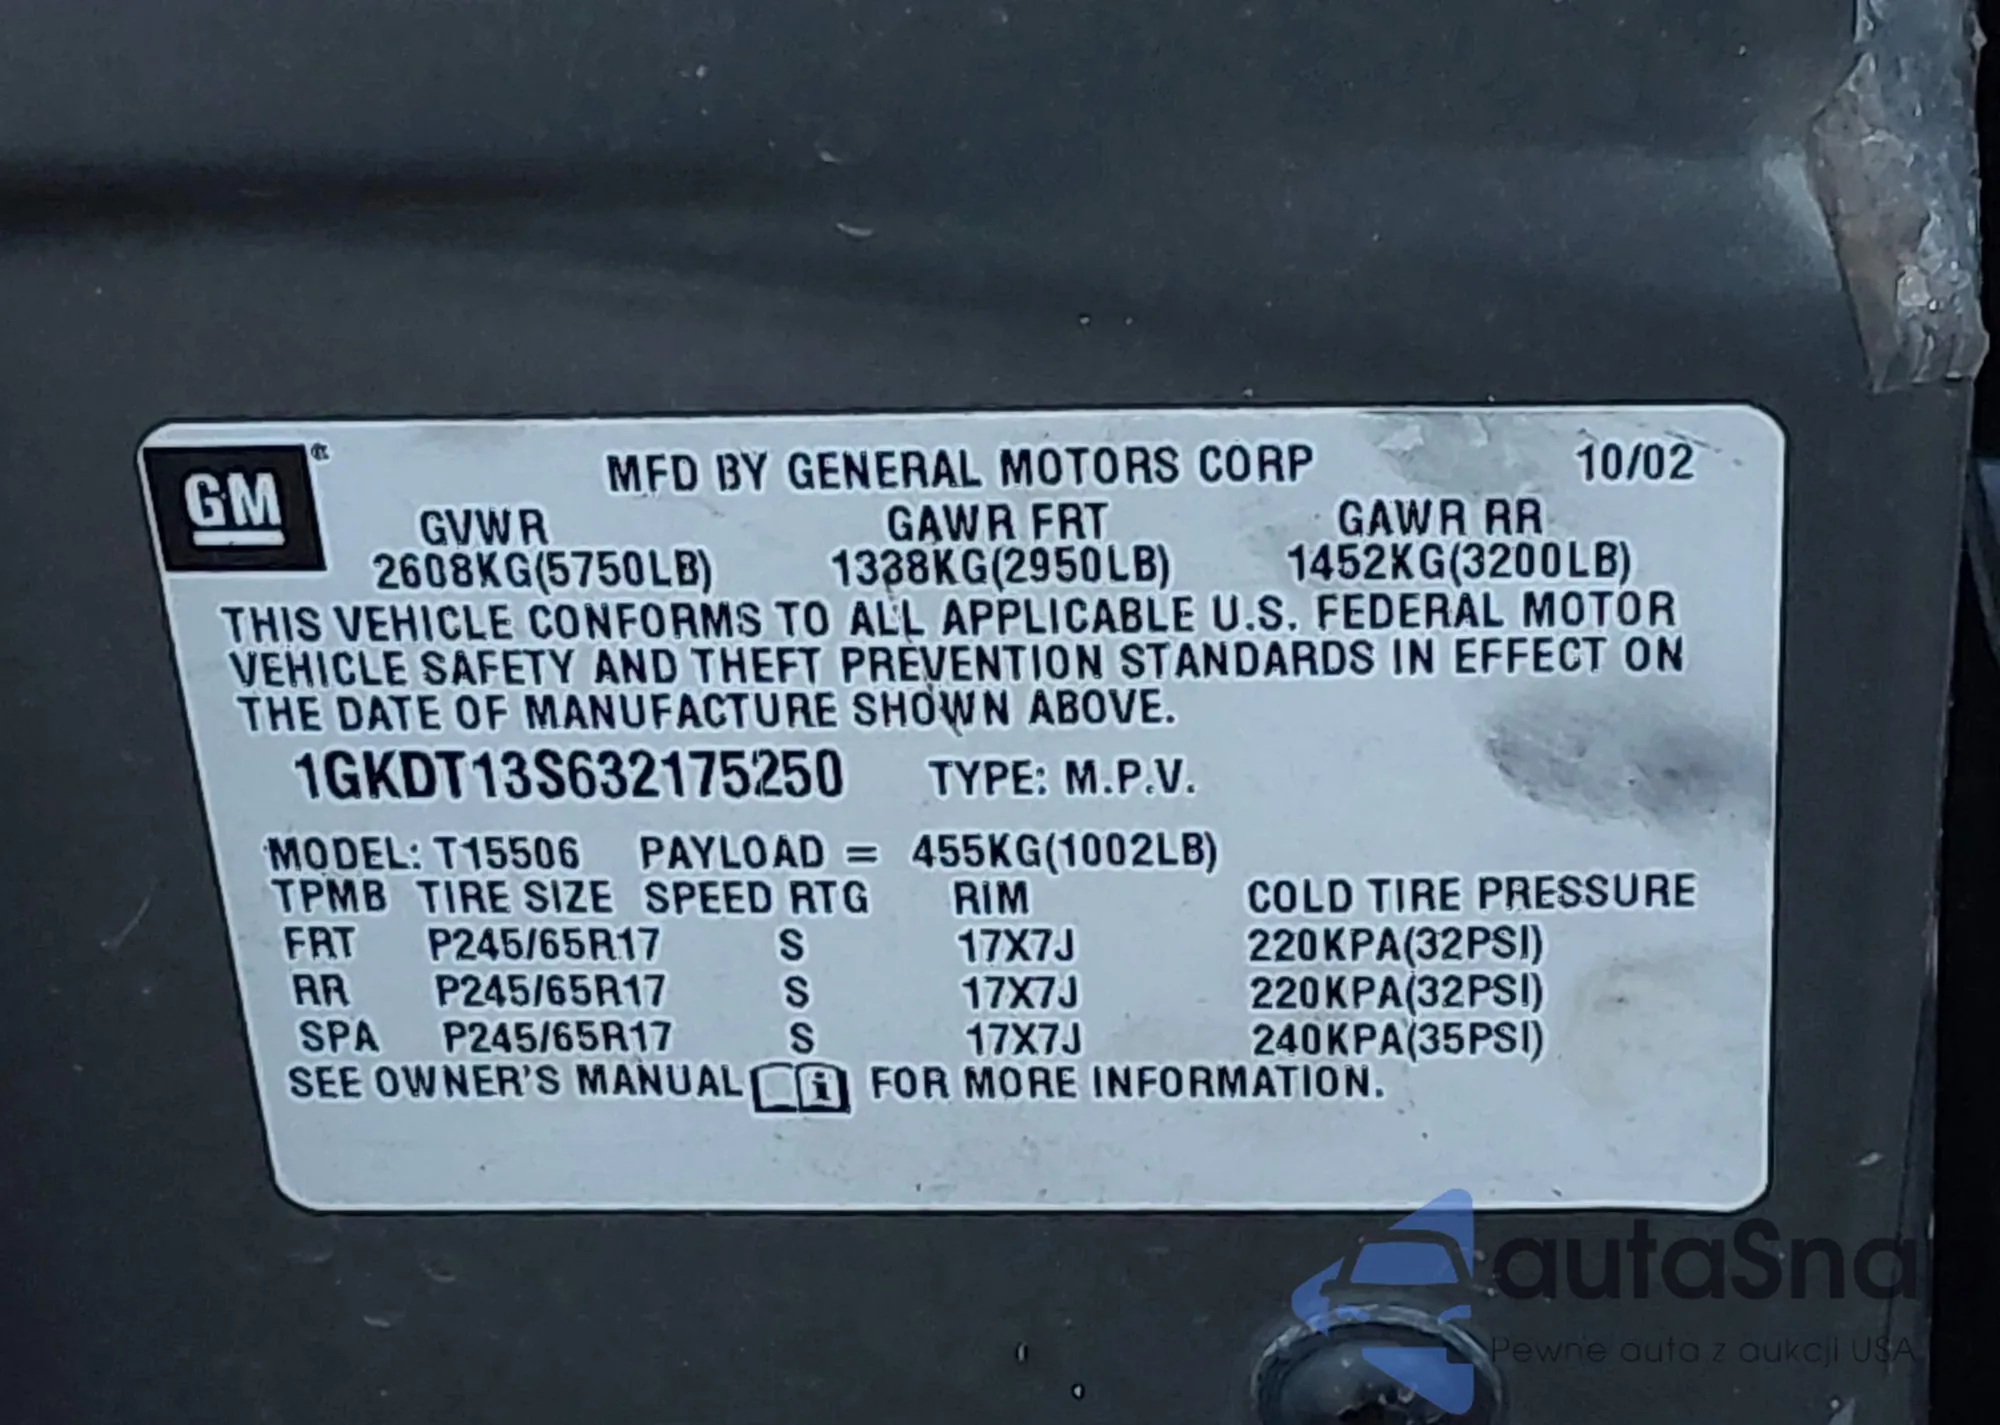 GM
MFD BY GENERAL MOTORS CORP 10/02
GVWR GAWR FRT GAWR RR
2608KG(5750LB) 1338KG(2950LB) 1452KG(3200LB)
THIS VEHICLE CONFORMS TO ALL APPLICABLE U.S. FEDERAL MOTOR
VEHICLE SAFETY AND THEFT PREVENTION STANDARDS IN EFFECT ON
THE DATE OF MANUFACTURE SHOWN ABOVE.
1GKDT13S632175250 TYPE: M.P.V.
MODEL: T15506 PAYLOAD = 455KG(1002LB)
TPMB TIRE SIZE SPEED RTG RIM COLD TIRE PRESSURE
FRT P245/65R17 S 17X7J 220KPA(32PSI)
RR P245/65R17 S 17X7J 220KPA(32PSI)
SPA P245/65R17 S 17X7J 240KPA(35PSI)
SEE OWNER'S MANUAL i FOR MORE INFORMATION.
autaSna
Pewne auta z aukcji USA